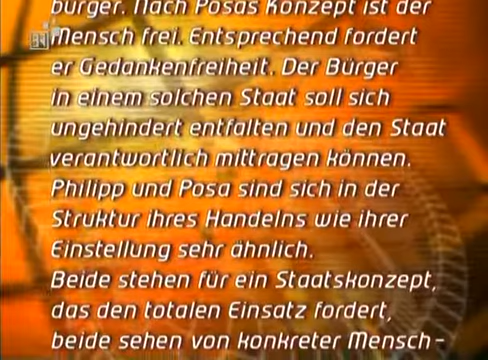 bürger. Nach Posas Konzept ist der
Mensch frei. Entsprechend fordert
er Gedankenfreiheit. Der Bürger
in einem solchen Staat soll sich
ungehindert entfalten und den Staat
verantwortlich mittragen können.
Philipp und Posa sind sich in der
Struktur ihres Handelns wie ihrer
Einstellung sehr ähnlich.
Beide stehen für ein Staatskonzept,
das den totalen Einsatz fordert,
beide sehen von konkreter Mensch-